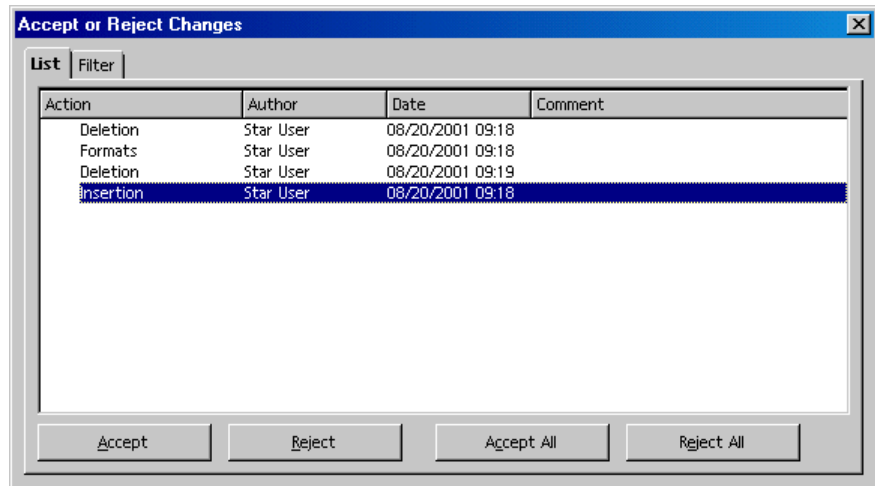 Accept or Reject Changes
List Filter
Action Author Date Comment
Deletion Star User 08/20/2001 09:18
Formats Star User 08/20/2001 09:18
Deletion Star User 08/20/2001 09:19
Insertion Star User 08/20/2001 09:18
Accept Reject Accept All Reject All